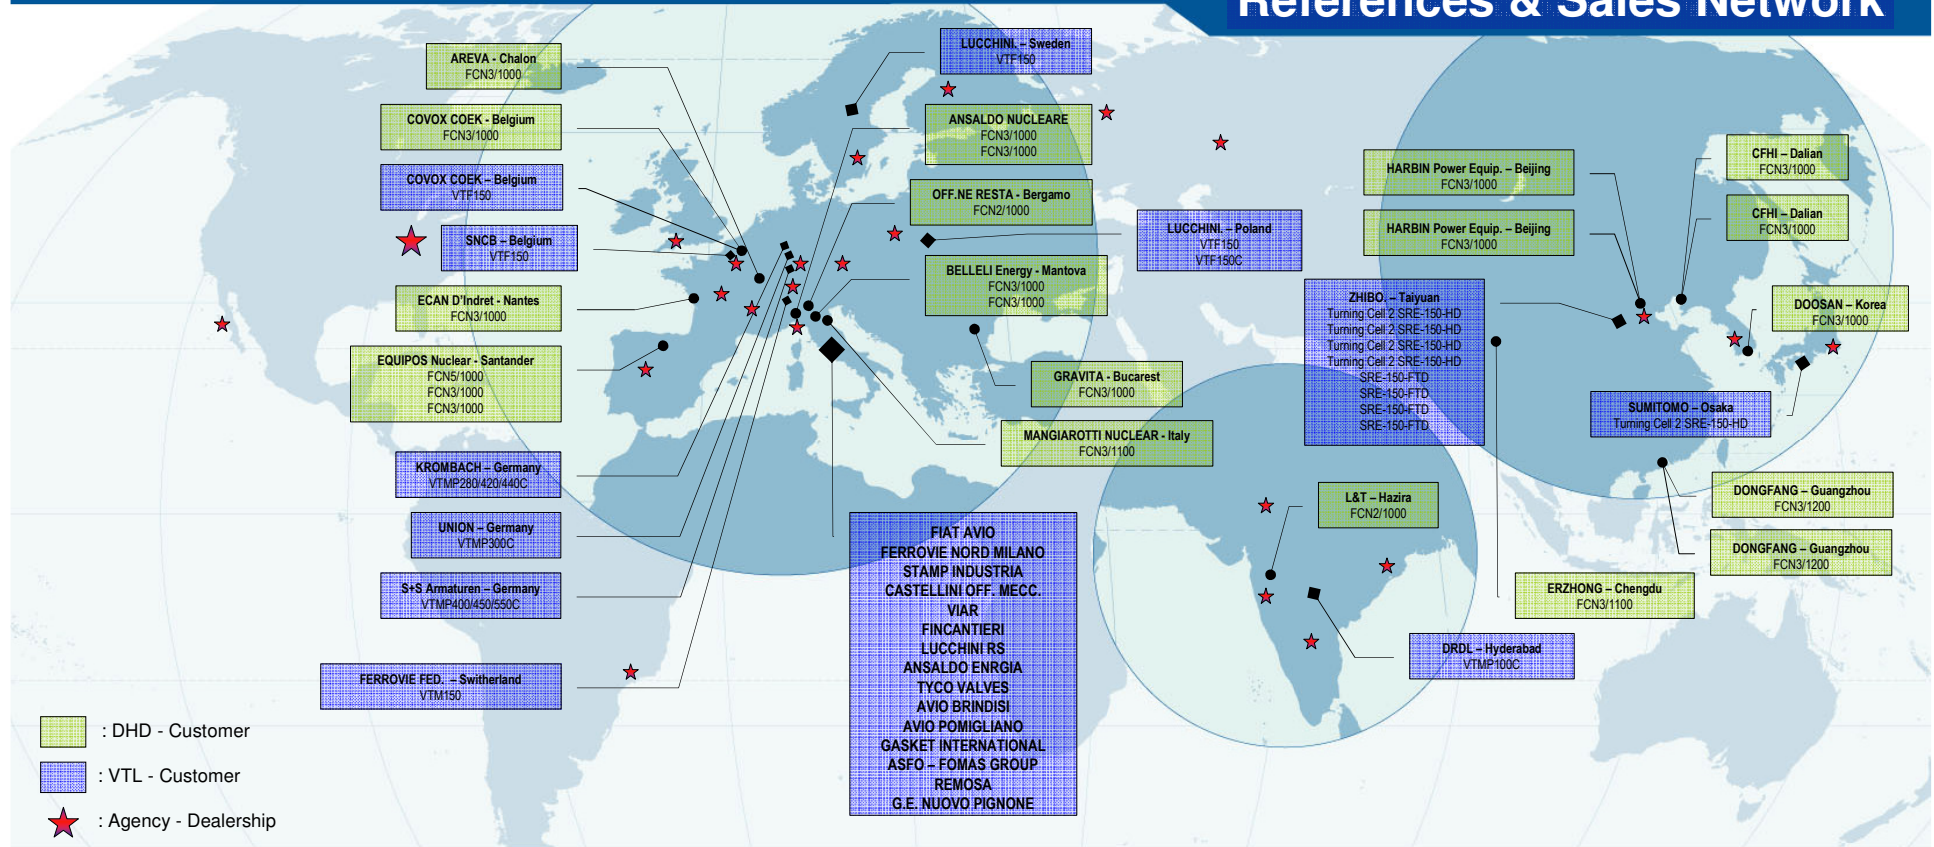 References & Sales Network
AREVA - Chalon
FCN3/1000
COVOX COEK - Belgium
FCN3/1000
COVOX COEK – Belgium
VTF150
SNCB – Belgium
VTF150
ECAN D'Indret - Nantes
FCN3/1000
EQUIPOS Nuclear - Santander
FCN5/1000
FCN3/1000
FCN3/1000
KROMBACH – Germany
VTMP280/420/440C
UNION – Germany
VTMP300C
S+S Armaturen – Germany
VTMP400/450/550C
FERROVIE FED. – Switherland
VTM150
LUCCHINI. – Sweden
VTF150
ANSALDO NUCLEARE
FCN3/1000
FCN3/1000
OFF.NE RESTA - Bergamo
FCN2/1000
LUCCHINI. – Poland
VTF150
VTF150C
BELLELI Energy - Mantova
FCN3/1000
FCN3/1000
GRAVITA - Bucarest
FCN3/1000
MANGIAROTTI NUCLEAR - Italy
FCN3/1100
FIAT AVIO
FERROVIE NORD MILANO
STAMP INDUSTRIA
CASTELLINI OFF. MECC.
VIAR
FINCANTIERI
LUCCHINI RS
ANSALDO ENRGIA
TYCO VALVES
AVIO BRINDISI
AVIO POMIGLIANO
GASKET INTERNATIONAL
ASFO – FOMAS GROUP
REMOSA
G.E. NUOVO PIGNONE
HARBIN Power Equip. – Beijing
FCN3/1000
HARBIN Power Equip. – Beijing
FCN3/1000
CFHI – Dalian
FCN3/1000
CFHI – Dalian
FCN3/1000
ZHIBO. – Taiyuan
Turning Cell 2 SRE-150-HD
Turning Cell 2 SRE-150-HD
Turning Cell 2 SRE-150-HD
Turning Cell 2 SRE-150-HD
SRE-150-FTD
SRE-150-FTD
SRE-150-FTD
SRE-150-FTD
DOOSAN – Korea
FCN3/1000
SUMITOMO – Osaka
Turning Cell 2 SRE-150-HD
L&T – Hazira
FCN2/1000
DONGFANG – Guangzhou
FCN3/1200
DONGFANG – Guangzhou
FCN3/1200
ERZHONG – Chengdu
FCN3/1100
DRDL – Hyderabad
VTMP100C
: DHD - Customer
: VTL - Customer
: Agency - Dealership